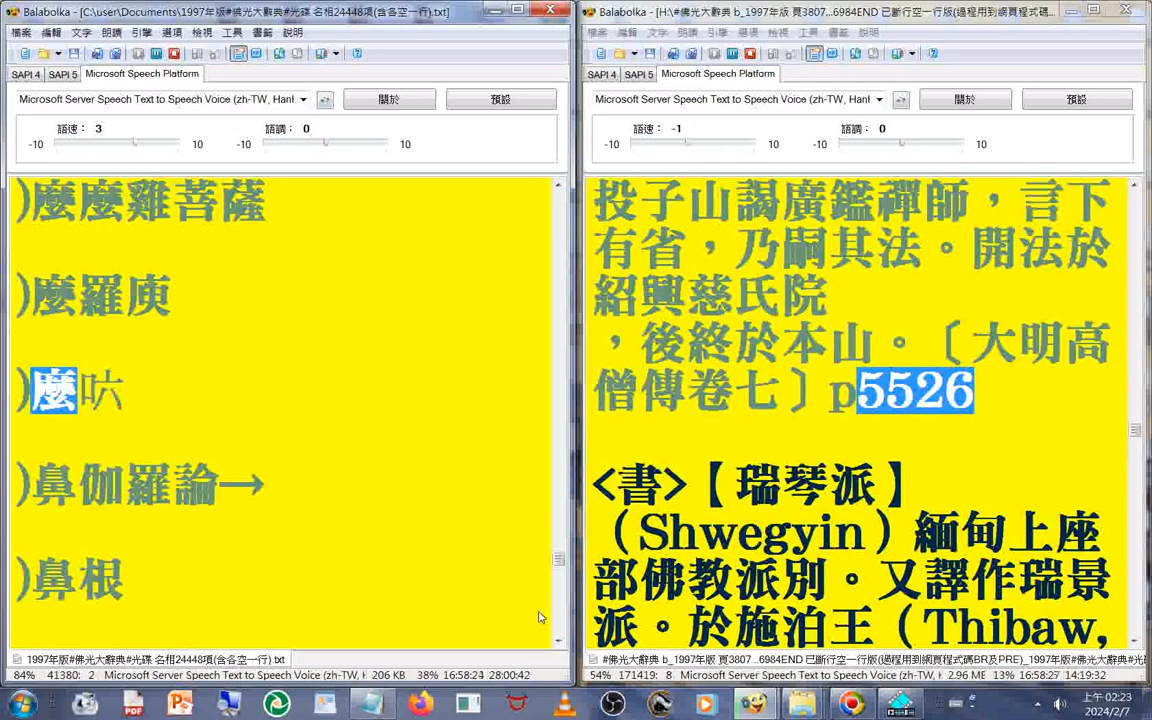 Balabolka - [C:\user\Documents\1997年版#佛光大辭典#光碟 名相24448項(含各空一行).txt]
檔案 編輯 文字 朗讀 引擎 選項 檢視 工具 書籤 說明
SAPI 4 SAPI 5 Microsoft Speech Platform
Microsoft Server Speech Text to Speech Voice (zh-TW, Hanl
關於
預設
語速： 3
語調： 0
-10 10 -10 10
)麼麼雞菩薩
)麼羅庾
)麼吹
)鼻伽羅論→
)鼻根
1997年版#佛光大辭典#光碟 名相24448項(含各空一行).txt
84% 41380: 2 Microsoft Server Speech Text to Speech Voice (zh-TW, H 206 KB 38% 16:58:24 28:00:42
Balabolka - [H:\#佛光大辭典 b_1997年版 頁3807...6984END 已斷行空一行版(過程用到網頁程式碼...
檔案 編輯 文字 朗讀 引擎 選項 檢視 工具 書籤 說明
SAPI 4 SAPI 5 Microsoft Speech Platform
Microsoft Server Speech Text to Speech Voice (zh-TW, Hanl
關於
預設
語速： -1
語調： 0
-10 10 -10 10
投子山謁廣鑑禪師，言下
有省，乃嗣其法。開法於
紹興慈氏院
，後終於本山。〔大明高
僧傳卷七〕p5526
<書>【瑞琴派】
（Shwegyin）緬甸上座
部佛教派別。又譯作瑞景
派。於施泊王（Thibaw,
#佛光大辭典 b_1997年版 頁3807...6984END 已斷行空一行版(過程用到網頁程式碼BR及PRE)_1997年版#光
54% 171419: 8 Microsoft Server Speech Text to Speech Voice (zh-TW, H 2.96 ME 13% 16:58:27 14:19:32
上午 02:23
2024/2/7